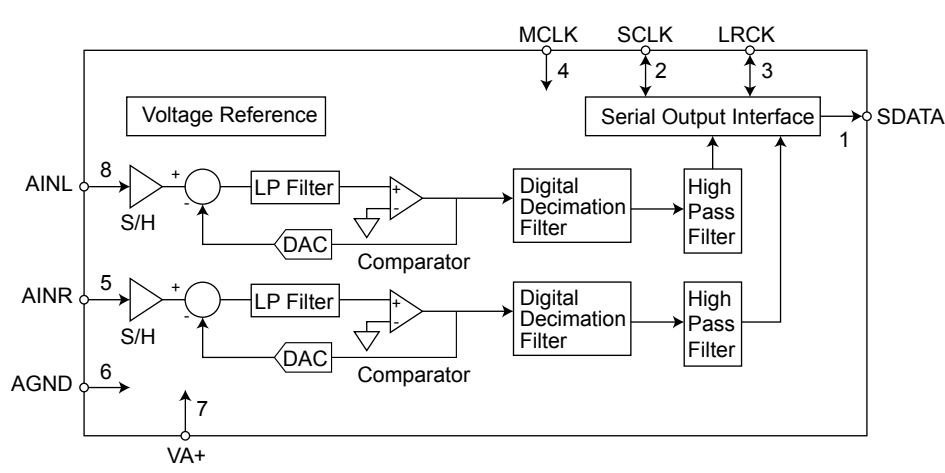 MCLK
SCLK
LRCK
4
2
3
Voltage Reference
Serial Output Interface
SDATA
1
AINL
8
+
-
S/H
LP Filter
+
-
DAC
Comparator
Digital
Decimation
Filter
High
Pass
Filter
AINR
5
+
-
S/H
LP Filter
+
-
DAC
Comparator
Digital
Decimation
Filter
High
Pass
Filter
AGND
6
7
VA+